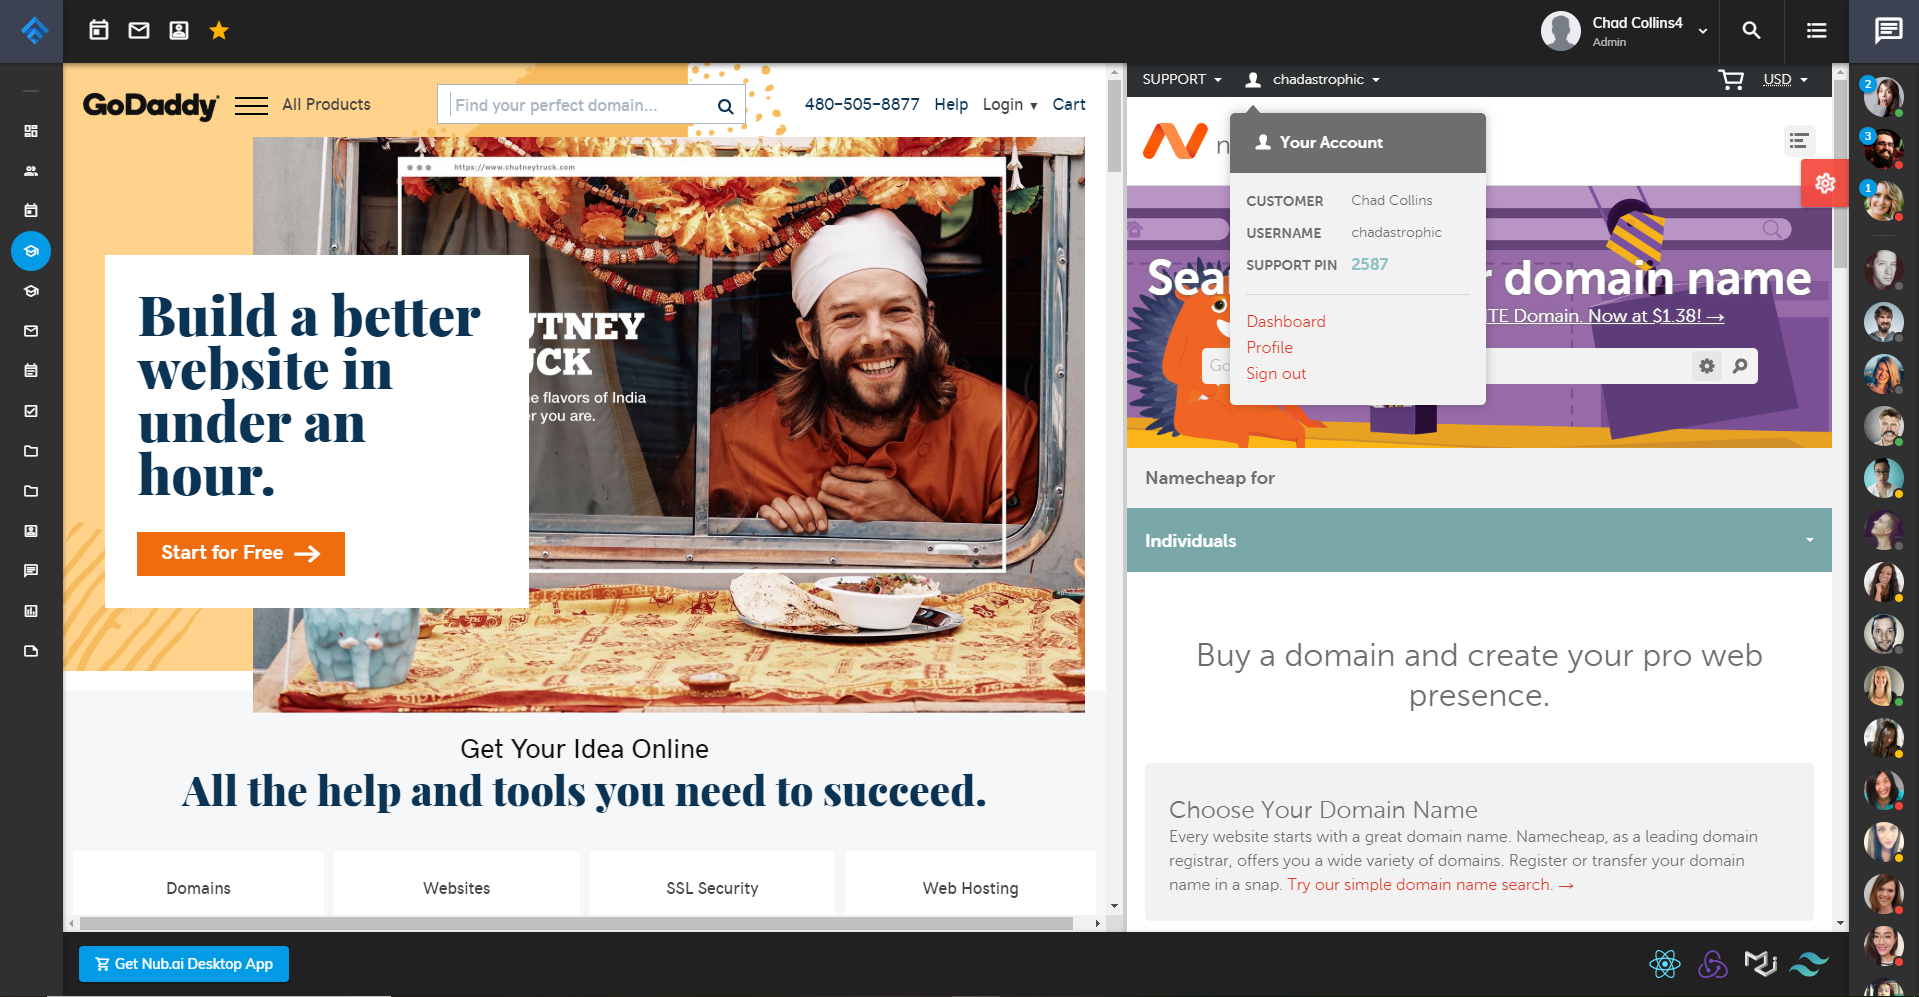 Chad Collins4
Admin
GoDaddy
All Products
Find your perfect domain...
480-505-8877
Help
Login
Cart
https://www.chutneytruck.com
Build a better
website in
under an
hour.
Start for Free
UTNEY
UCK
e flavors of India
er you are.
Get Your Idea Online
All the help and tools you need to succeed.
Domains
Websites
SSL Security
Web Hosting
SUPPORT
chadastrophic
USD
n
Your Account
CUSTOMER Chad Collins
USERNAME chadastrophic
SUPPORT PIN 2587
Dashboard
Profile
Sign out
Sea r domain name
TE Domain. Now at $1.38! →
Go
Namecheap for
Individuals
Buy a domain and create your pro web
presence.
Choose Your Domain Name
Every website starts with a great domain name. Namecheap, as a leading domain
registrar, offers you a wide variety of domains. Register or transfer your domain
name in a snap. Try our simple domain name search. →
2
3
1
Get Nub.ai Desktop App